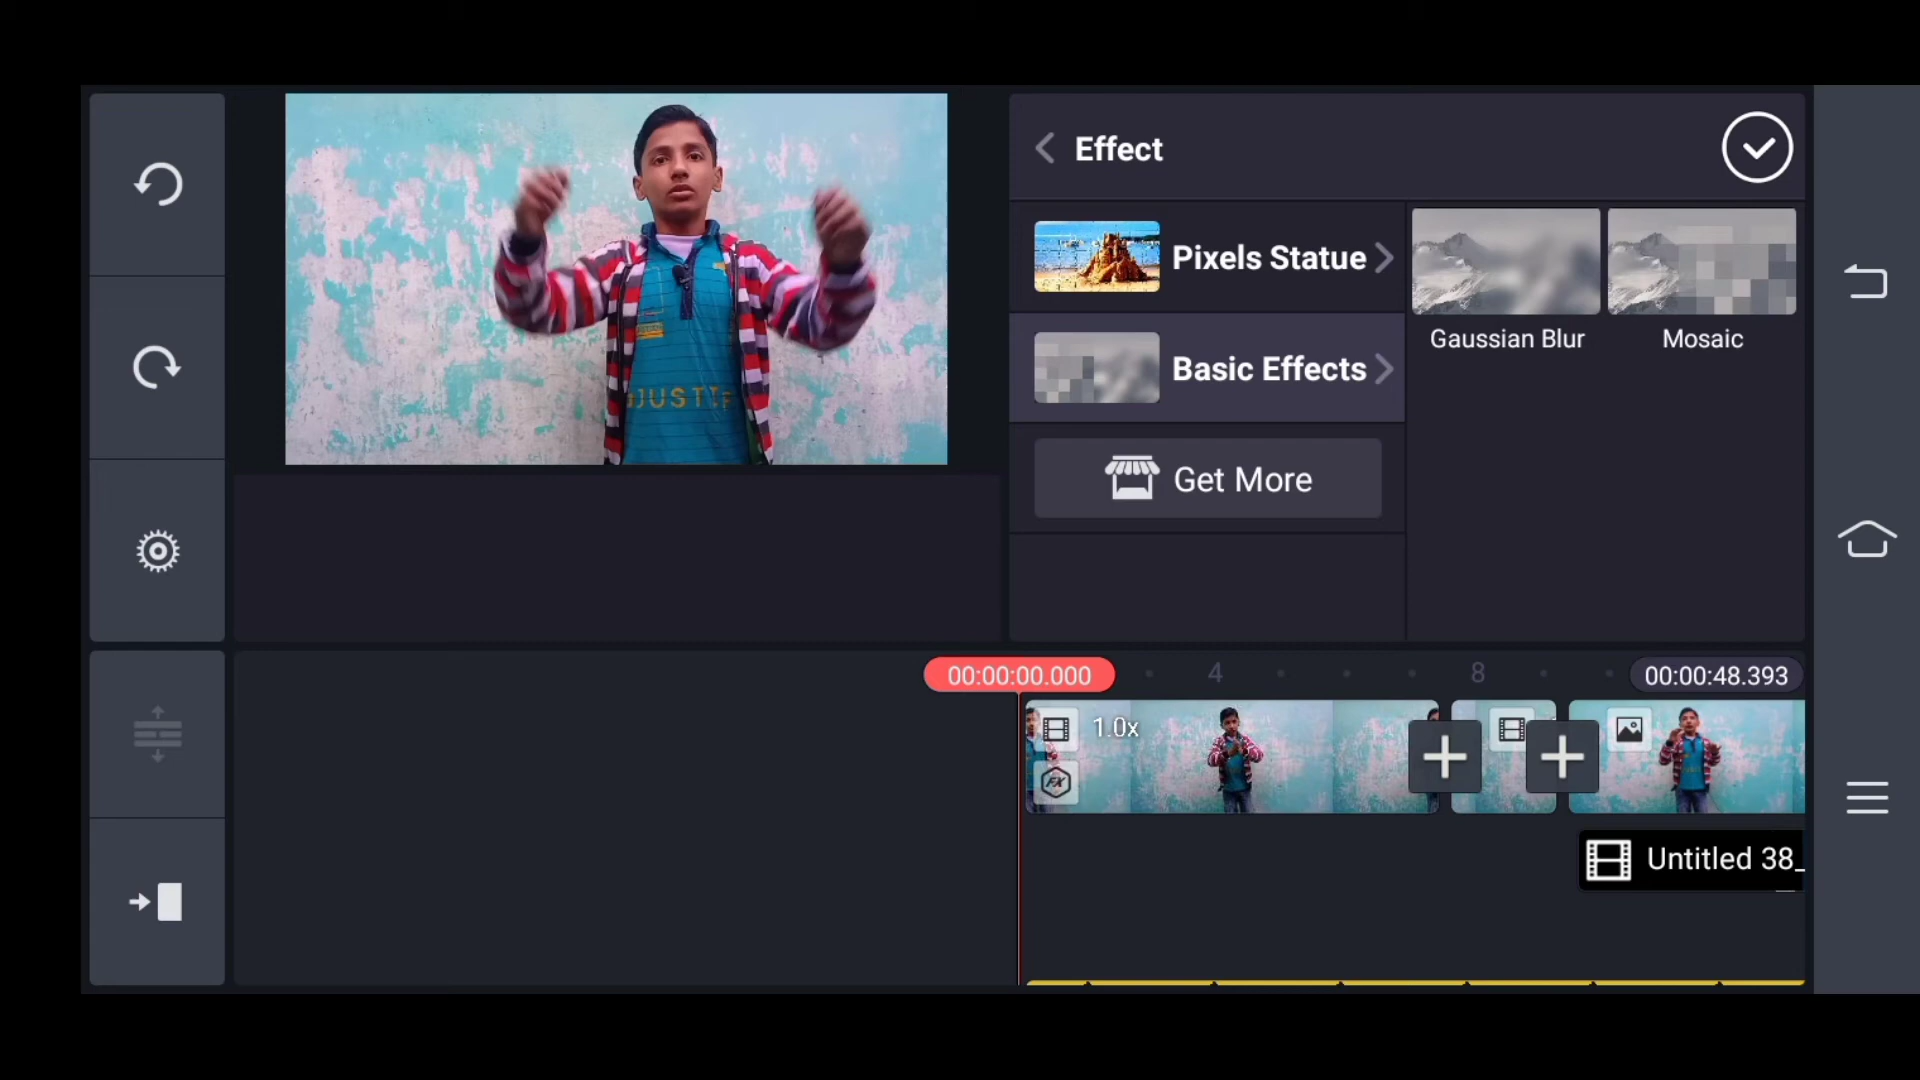 Effect
Pixels Statue
Basic Effects
Get More
Gaussian Blur
Mosaic
00:00:00.000
4
8
00:00:48.393
1.0x
FX
Untitled 38_